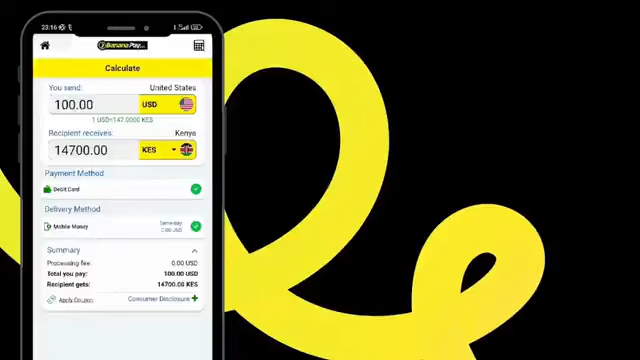 23:16
BananaPay
Calculate
You send: United States
100.00 USD
1 USD=147.0000 KES
Recipient receives: Kenya
14700.00 KES
Payment Method
Debit Card
Delivery Method
Mobile Money Same-day
0.00 USD
Summary
Processing fee: 0.00 USD
Total you pay: 100.00 USD
Recipient gets: 14700.00 KES
Apply Coupon Consumer Disclosure +